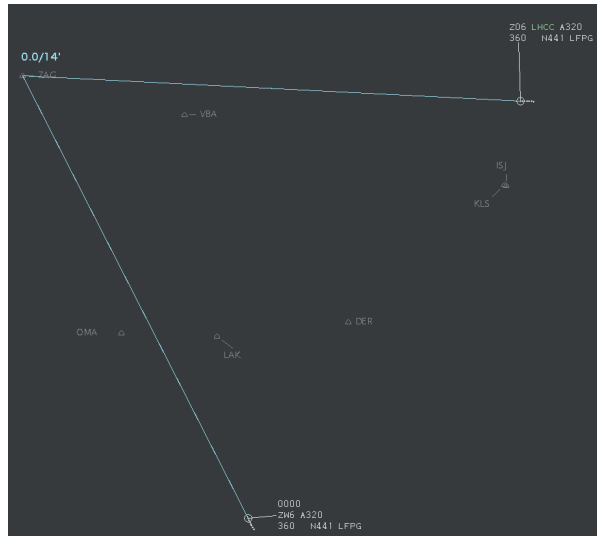 Z06 LHCC A320
360 N441 LFPG
0.0/14'
ZAG
VBA
ISJ
KLS
DER
OMA
LAK
0000
ZW6 A320
360 N441 LFPG